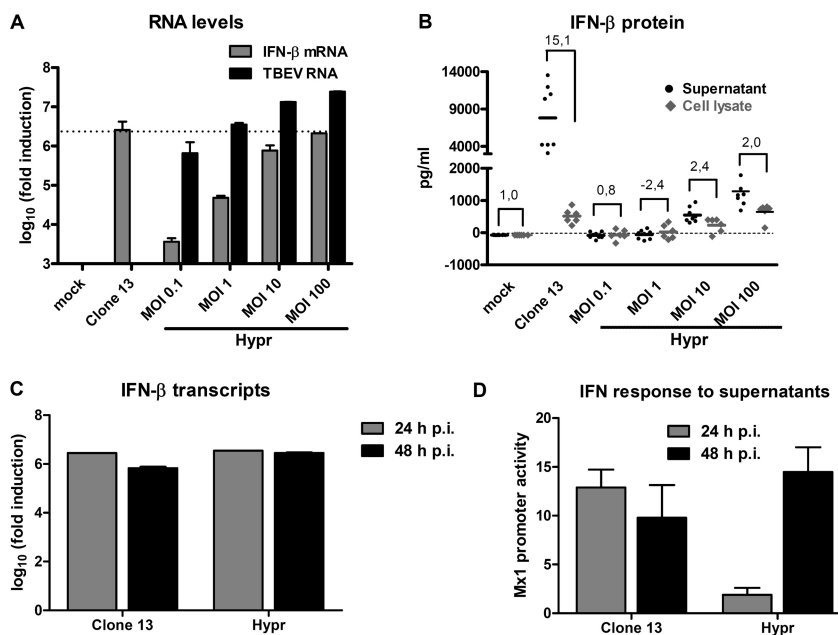 A
RNA levels
IFN-β mRNA
TBEV RNA
8
7
6
5
4
3
log10 (fold induction)
mock
Clone 13
MOI 0.1
MOI 1
MOI 10
MOI 100
Hypr
B
IFN-β protein
15,1
14000
9000
4000
2000
1000
0
-1000
pg/ml
Supernatant
Cell lysate
1,0
0,8
-2,4
2,4
2,0
mock
Clone 13
MOI 0.1
MOI 1
MOI 10
MOI 100
Hypr
C
IFN-β transcripts
8
6
4
2
0
log10 (fold induction)
24 h p.i.
48 h p.i.
Clone 13
Hypr
D
IFN response to supernatants
20
15
10
5
0
Mx1 promoter activity
24 h p.i.
48 h p.i.
Clone 13
Hypr